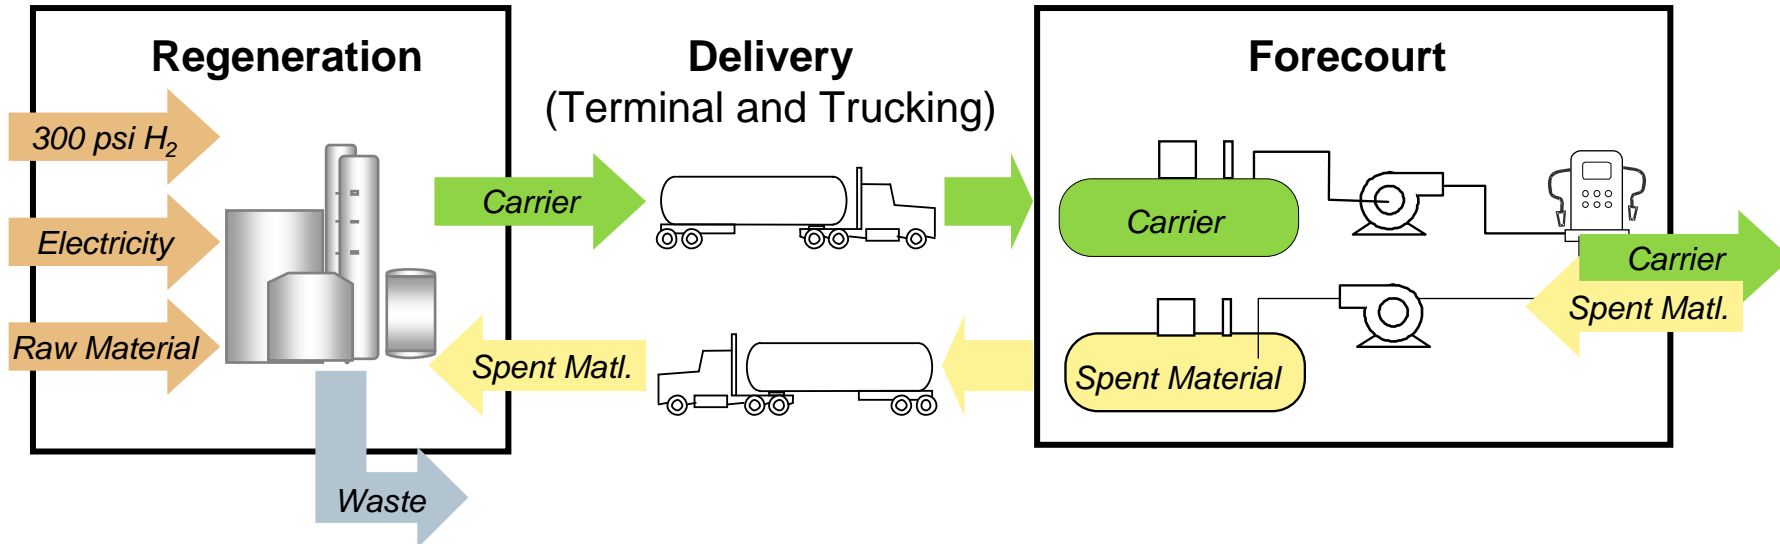 Regeneration
300 psi H₂
Electricity
Raw Material
Waste
Delivery
(Terminal and Trucking)
Carrier
Spent Matl.
Forecourt
Carrier
Spent Material
Carrier
Spent Matl.